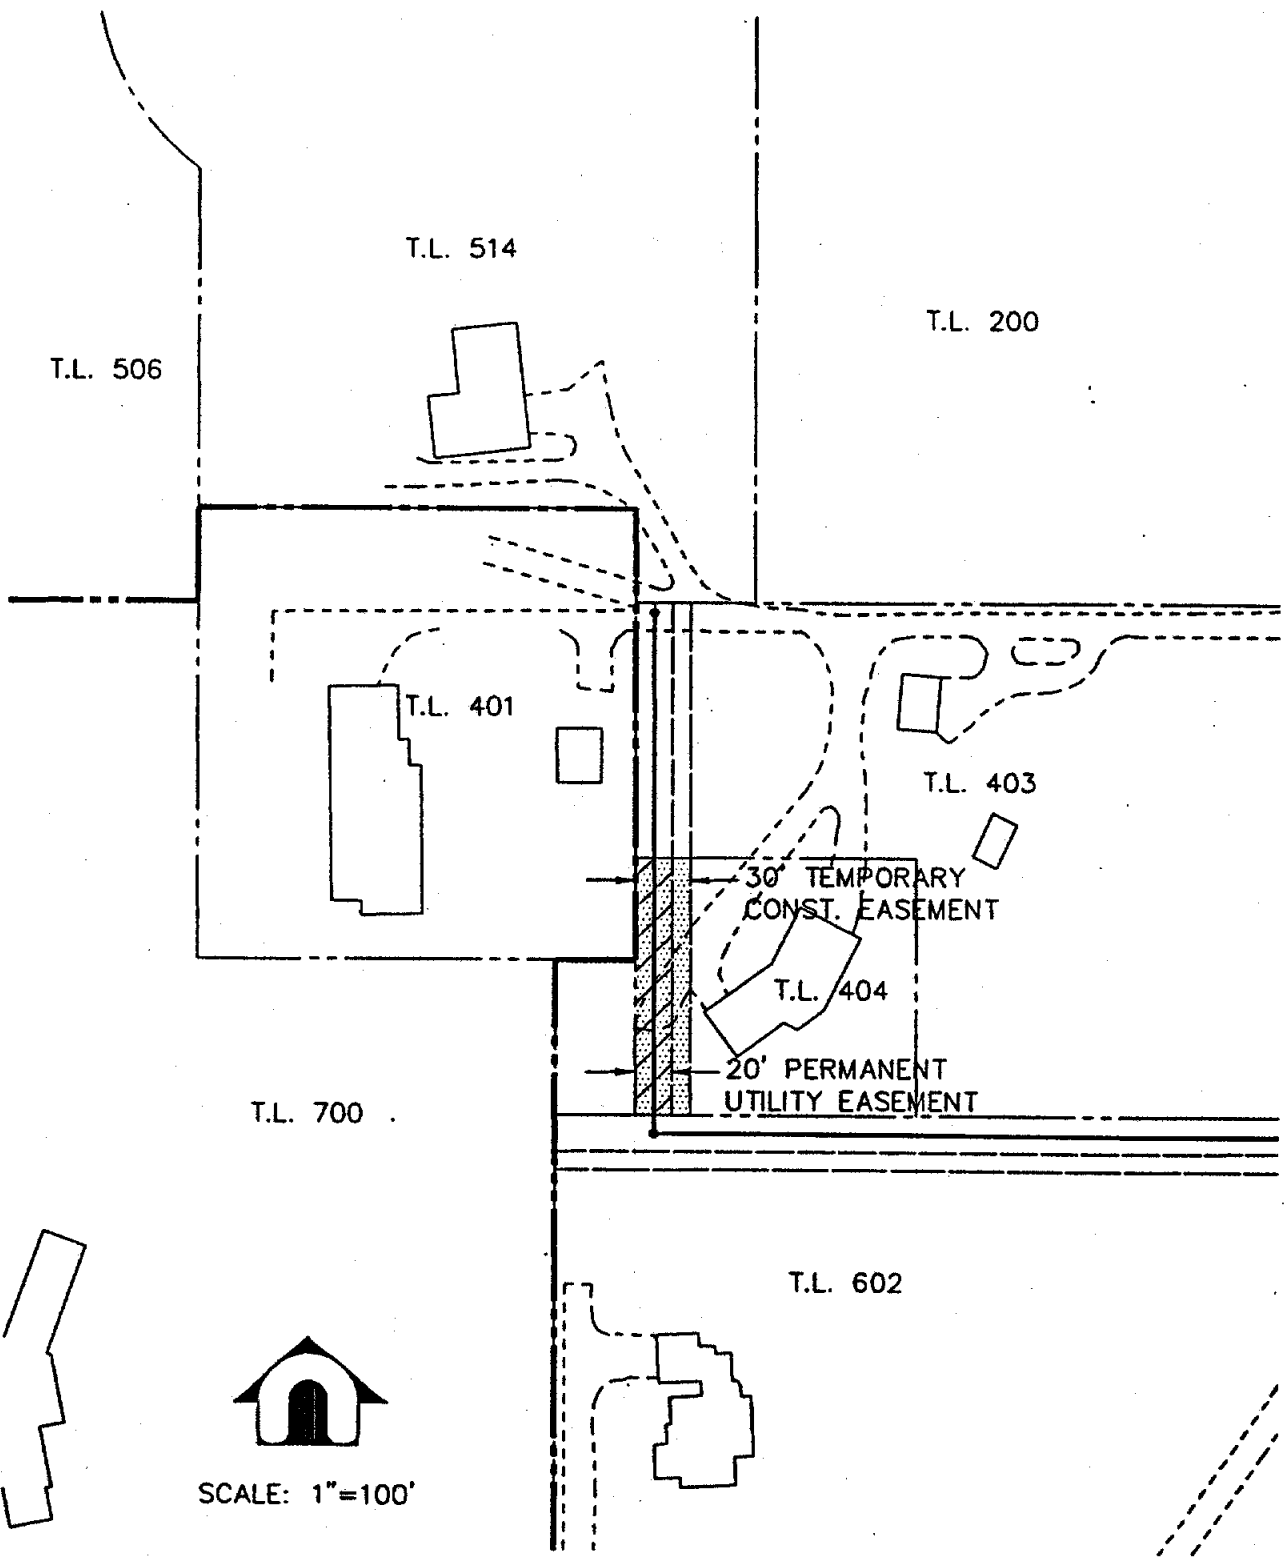 T.L. 514
T.L. 200
T.L. 506
T.L. 401
T.L. 403
30' TEMPORARY
CONST. EASEMENT
T.L. 404
20' PERMANENT
UTILITY EASEMENT
T.L. 700
T.L. 602
SCALE: 1"=100'